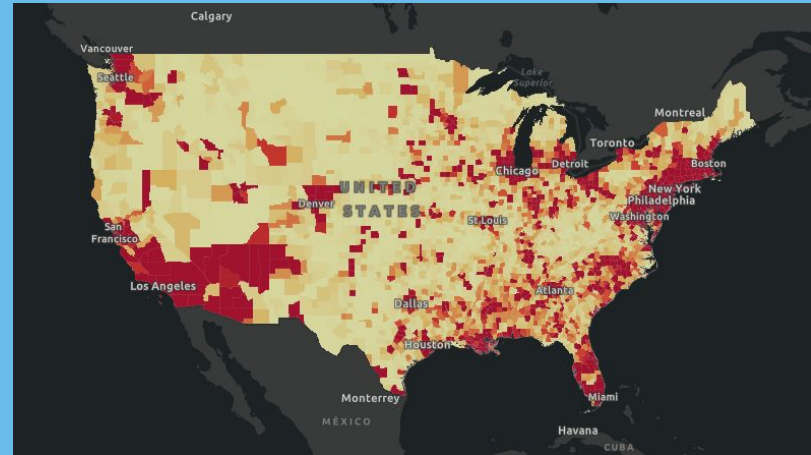 Calgary
Vancouver
Seattle
Lake
Superior
Montreal
Toronto
Boston
Chicago
Detroit
UNITED
STATES
Denver
New York
Philadelphia
Washington
St Louis
San
Francisco
Los Angeles
Atlanta
Dallas
Houston
Monterrey
Miami
MÉXICO
Havana
CUBA